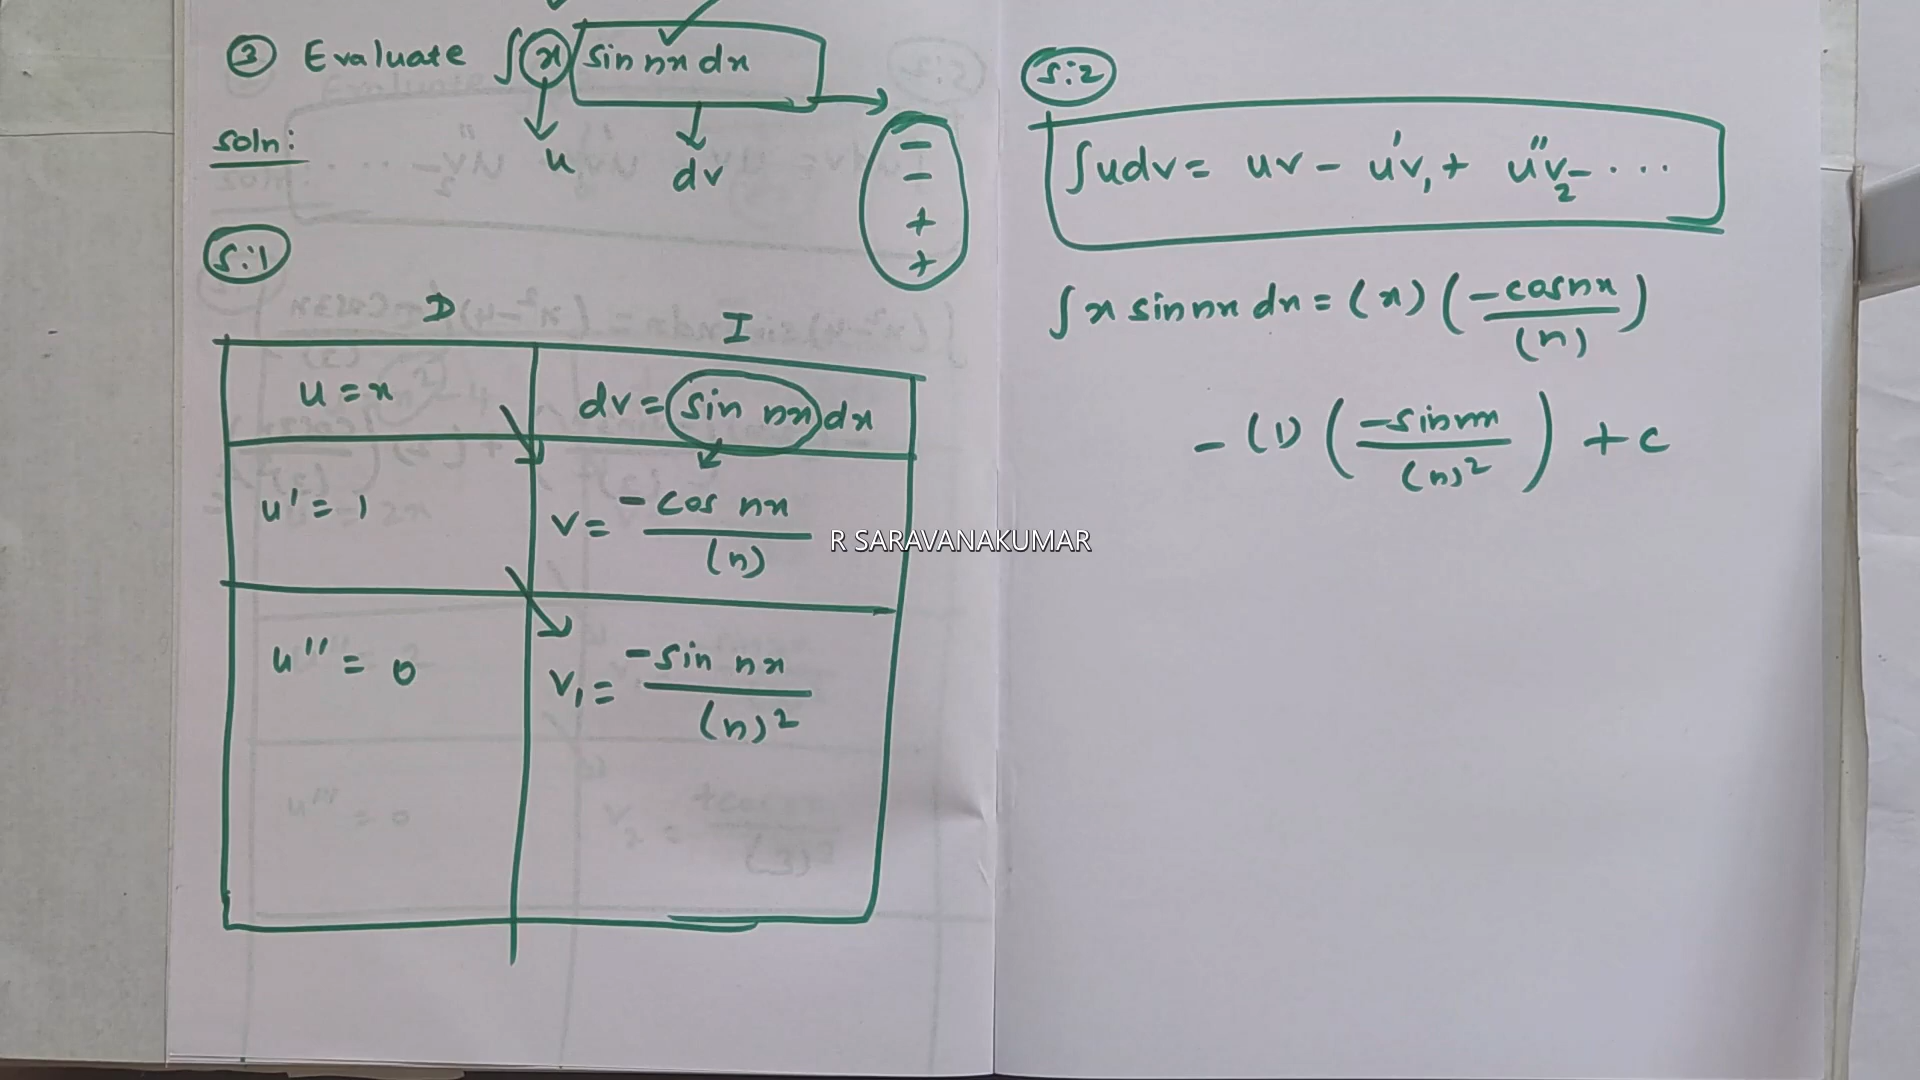 ③ Evaluate ∫ x sin nx dx
soln:
u
dv
-
-
+
+
S:1
D
I
u = x
dv = sin nx dx
u' = 1
v = -cos nx / (n)
u'' = 0
v₁ = -sin nx / (n)²
S:2
∫udv = uv - u'v₁ + u''v₂ - ...
∫ x sin nx dx = (x) (-cos nx / (n))
- (1) (-sin nx / (n)²) + c
R SARAVANAKUMAR